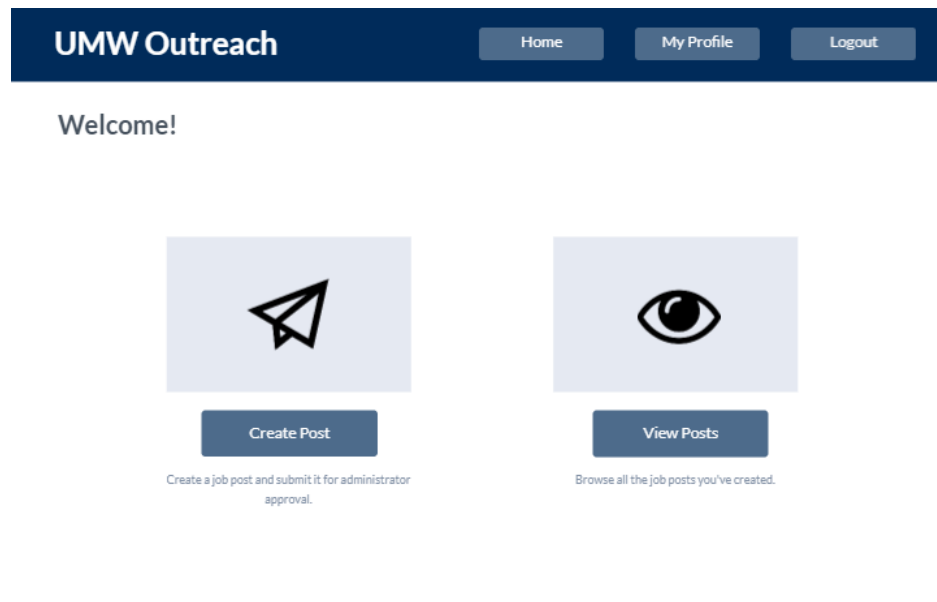 UMW Outreach
Home
My Profile
Logout
Welcome!
Create Post
Create a job post and submit it for administrator
approval.
View Posts
Browse all the job posts you've created.